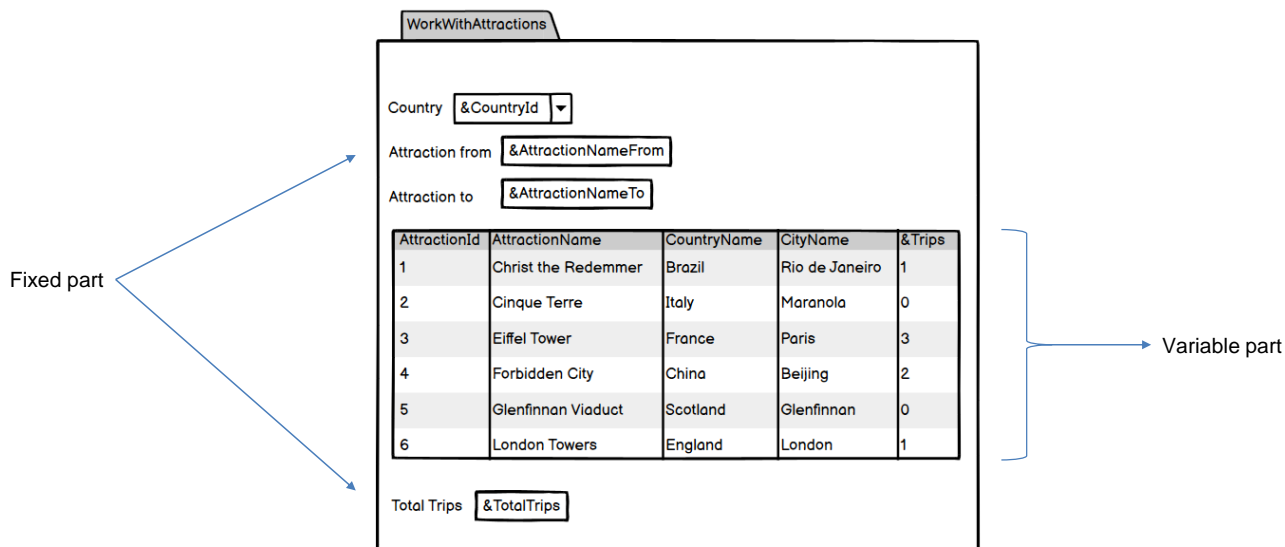 WorkWithAttractions
Country &CountryId
Attraction from &AttractionNameFrom
Attraction to &AttractionNameTo
AttractionId AttractionName CountryName CityName &Trips
1 Christ the Redemmer Brazil Rio de Janeiro 1
2 Cinque Terre Italy Maranola 0
3 Eiffel Tower France Paris 3
4 Forbidden City China Beijing 2
5 Glenfinnan Viaduct Scotland Glenfinnan 0
6 London Towers England London 1
Total Trips &TotalTrips
Fixed part
Variable part